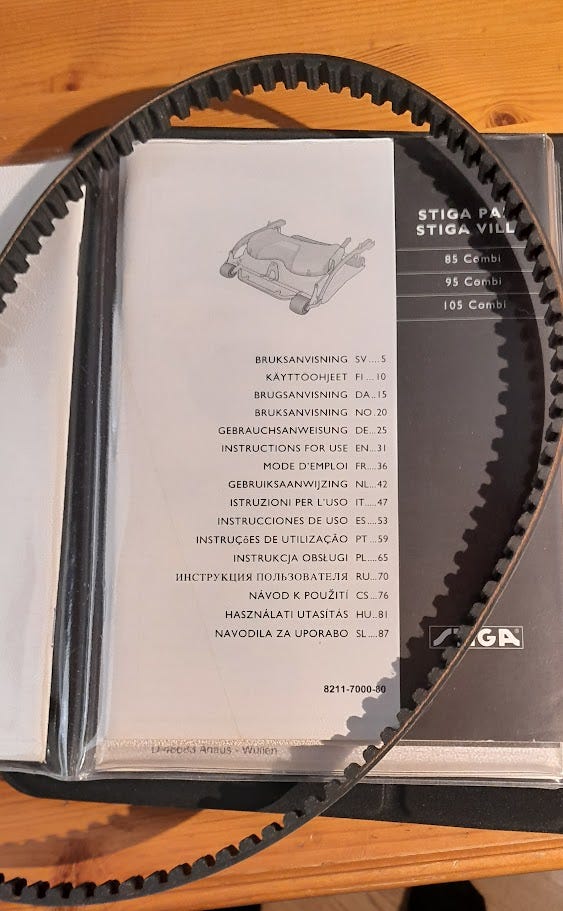 STIGA
STIGA VILL
85 Combi
95 Combi
105 Combi
BRUKSANVISNING SV....5
KÄYTTÖOHJEET FI...10
BRUGSANVISNING DA..15
BRUKSANVISNING NO.20
GEBRAUCHSANWEISUNG DE...25
INSTRUCTIONS FOR USE EN...31
MODE D'EMPLOI FR...36
GEBRUIKSAANWIJZING NL...42
ISTRUZIONI PER L'USO IT....47
INSTRUCCIONES DE USO ES....53
INSTRUÇõES DE UTILIZAÇÃO PT ...59
INSTRUKCJA OBSŁUGI PL....65
ИНСТРУКЦИЯ ПОЛЬЗОВАТЕЛЯ RU...70
NÁVOD K POUŽITÍ CS...76
HASZNÁLATI UTASÍTÁS HU..81
NAVODILA ZA UPORABO SL....87
STIGA
8211-7000-80
D-48683 Ahaus - Wüllen